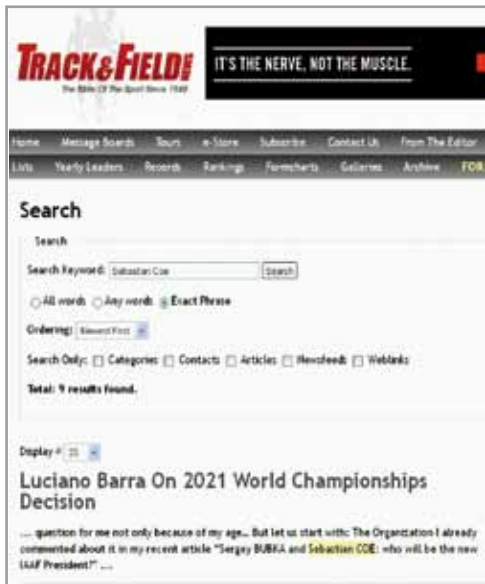 TRACK&FIELD NEWS
The Bible Of The Sport Since 1948
IT'S THE NERVE, NOT THE MUSCLE.
Home Message Boards Tours e-Store Subscribe Contact Us From The Editor
Lists Yearly Leaders Records Rankings Formcharts Galleries Archive FOR
Search
Search
Search Keyword: Sebastian Coe Search
All words Any words Exact Phrase
Ordering: Newest First
Search Only: Categories Contacts Articles Newsfeeds Weblinks
Total: 9 results found.
Display #
Luciano Barra On 2021 World Championships
Decision
.... question for me not only because of my age... But let us start with: The Organization I already
commented about it in my recent article "Sergey BUBKA and Sebastian COE: who will be the new
IAAF President?" ....